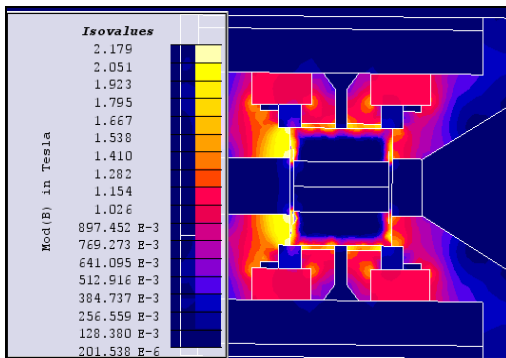 Isovalues
2.179
2.051
1.923
1.795
1.667
1.538
1.410
1.282
1.154
1.026
897.452 E-3
769.273 E-3
641.095 E-3
512.916 E-3
384.737 E-3
256.559 E-3
128.380 E-3
201.538 E-6
Mod(B) in Tesla